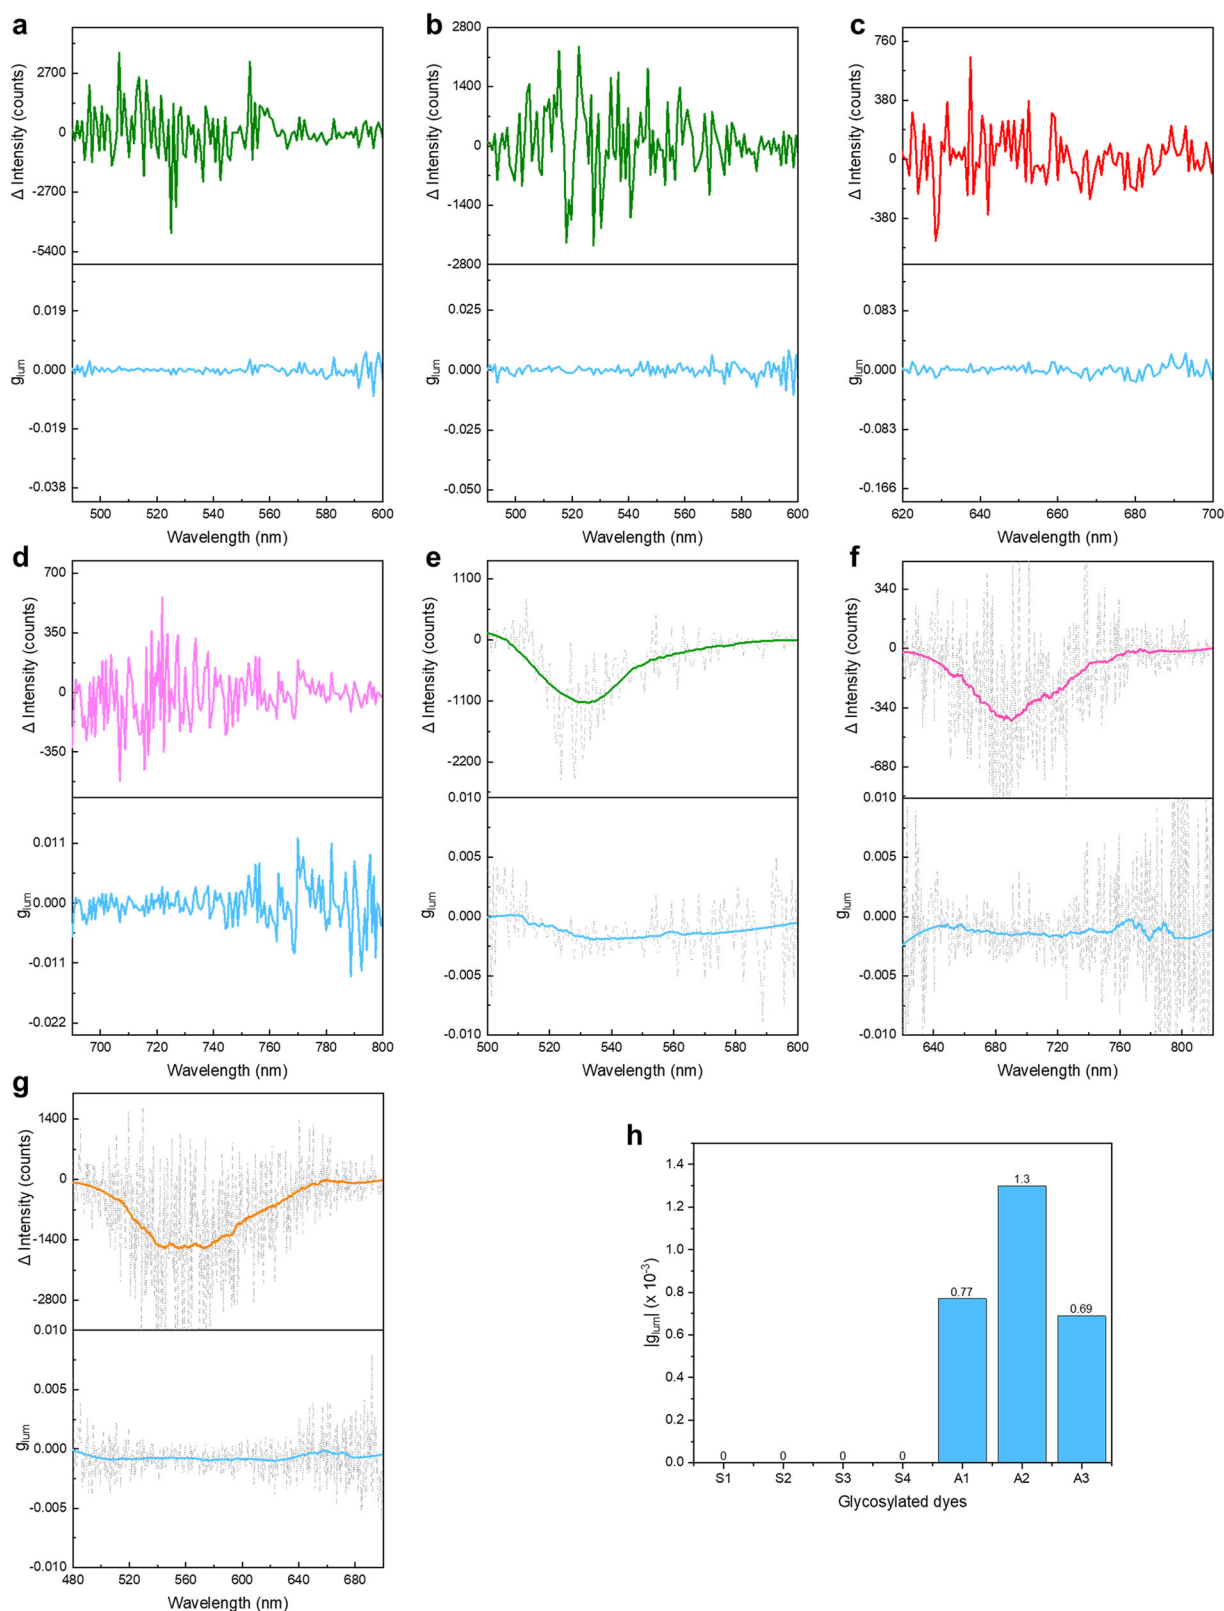 a
2700
0
-2700
-5400
Δ Intensity (counts)
0.019
0.000
-0.019
-0.038
g_lum
500 520 540 560 580 600
Wavelength (nm)
b
2800
1400
0
-1400
-2800
Δ Intensity (counts)
0.025
0.000
-0.025
-0.050
g_lum
500 520 540 560 580 600
Wavelength (nm)
c
760
380
0
-380
Δ Intensity (counts)
0.083
0.000
-0.083
-0.166
g_lum
620 640 660 680 700
Wavelength (nm)
d
700
350
0
-350
Δ Intensity (counts)
0.011
0.000
-0.011
-0.022
g_lum
700 720 740 760 780 800
Wavelength (nm)
e
1100
0
-1100
-2200
Δ Intensity (counts)
0.010
0.005
0.000
-0.005
-0.010
g_lum
500 520 540 560 580 600
Wavelength (nm)
f
340
0
-340
-680
Δ Intensity (counts)
0.010
0.005
0.000
-0.005
-0.010
g_lum
640 680 720 760 800
Wavelength (nm)
g
1400
0
-1400
-2800
Δ Intensity (counts)
0.010
0.005
0.000
-0.005
-0.010
g_lum
480 520 560 600 640 680
Wavelength (nm)
h
1.4
1.2
1.0
0.8
0.6
0.4
0.2
0.0
|g_lum| (x 10⁻³)
0 0 0 0 0.77 1.3 0.69
S1 S2 S3 S4 A1 A2 A3
Glycosylated dyes